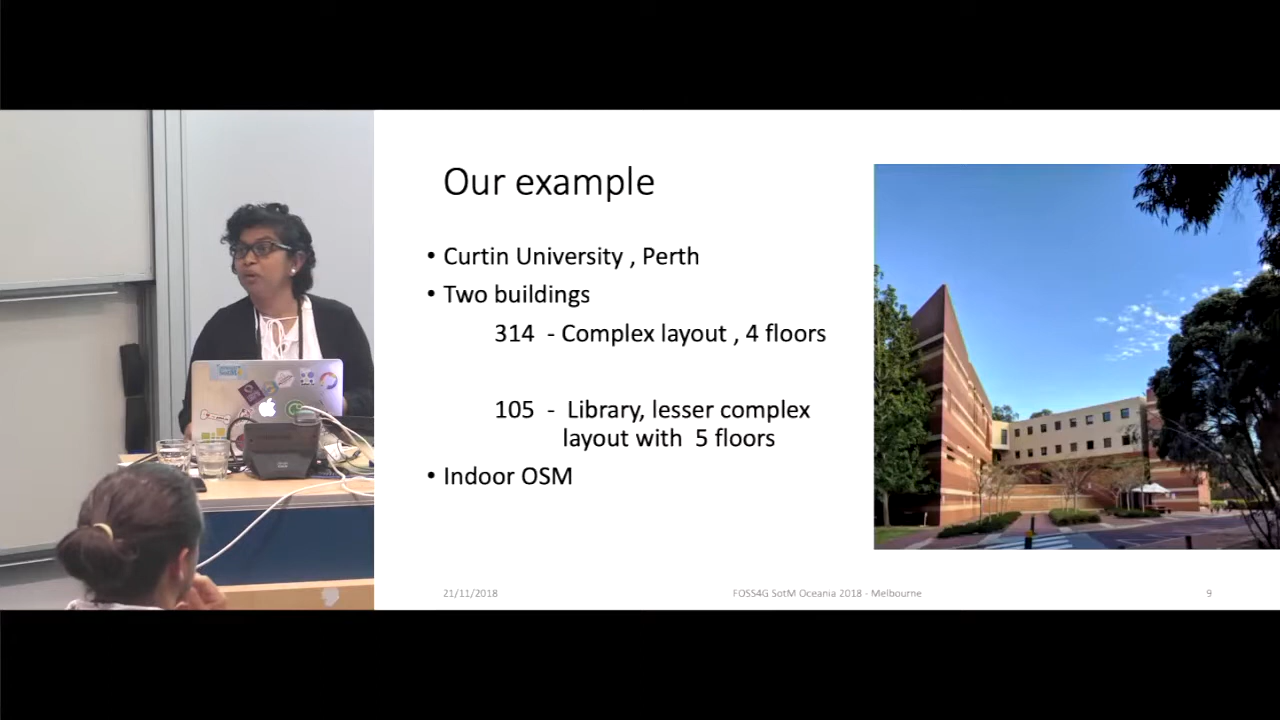 Our example
• Curtin University , Perth
• Two buildings
314 - Complex layout , 4 floors
105 - Library, lesser complex
layout with 5 floors
• Indoor OSM
21/11/2018
FOSS4G SotM Oceania 2018 - Melbourne
9